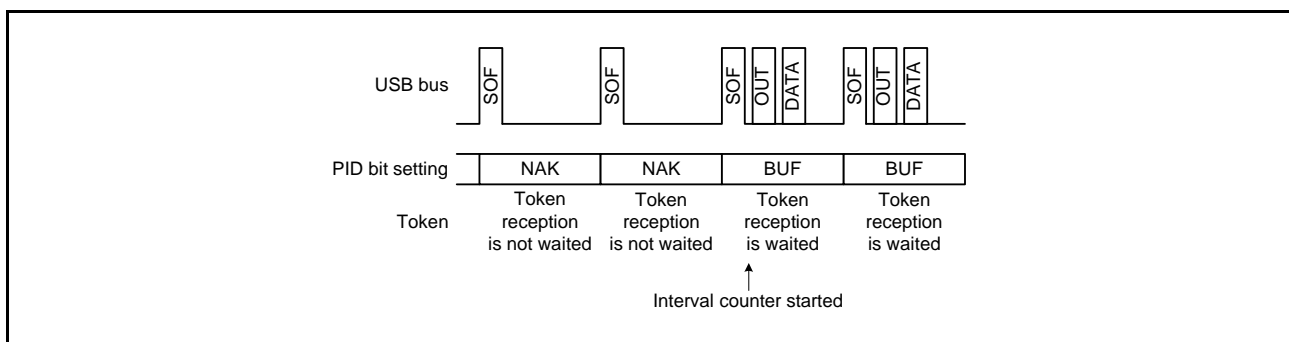 USB bus
SOF
SOF
SOF
OUT
DATA
SOF
OUT
DATA
PID bit setting
NAK
NAK
BUF
BUF
Token
Token
reception
is not waited
Token
reception
is not waited
Token
reception
is waited
Token
reception
is waited
Interval counter started